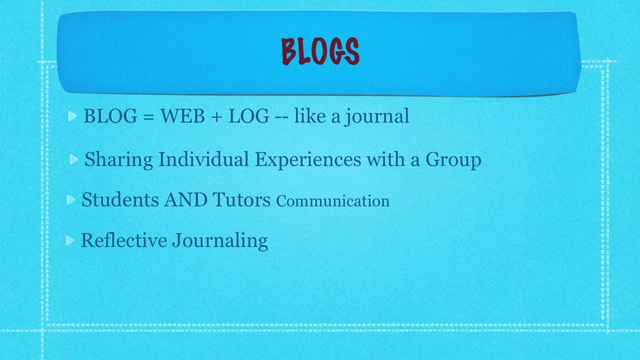 BLOGS
BLOG = WEB + LOG -- like a journal
Sharing Individual Experiences with a Group
Students AND Tutors Communication
Reflective Journaling